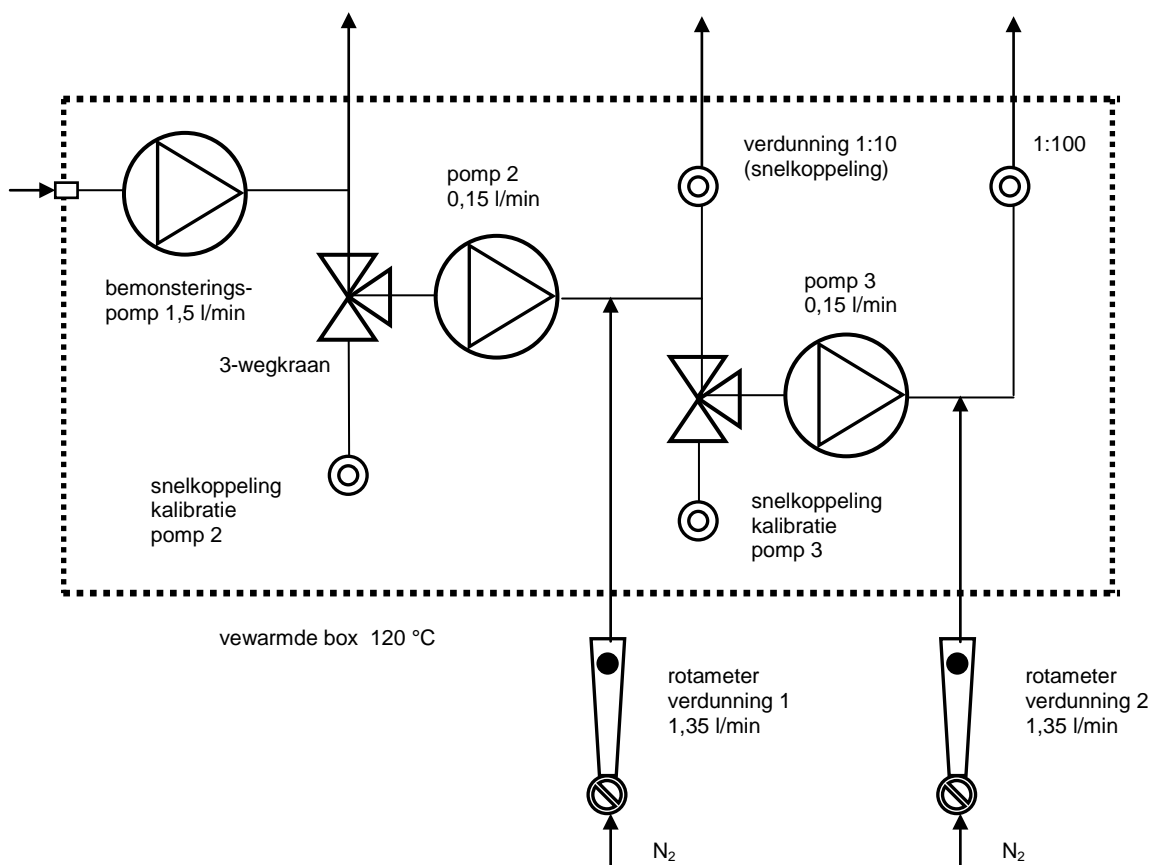 verdunning 1:10
(snelkoppeling)
1:100
pomp 2
0,15 l/min
bemonsterings-
pomp 1,5 l/min
pomp 3
0,15 l/min
3-wegkraan
snelkoppeling
kalibratie
pomp 2
snelkoppeling
kalibratie
pomp 3
vewarmde box 120 °C
rotameter
verdunning 1
1,35 l/min
rotameter
verdunning 2
1,35 l/min
N₂
N₂